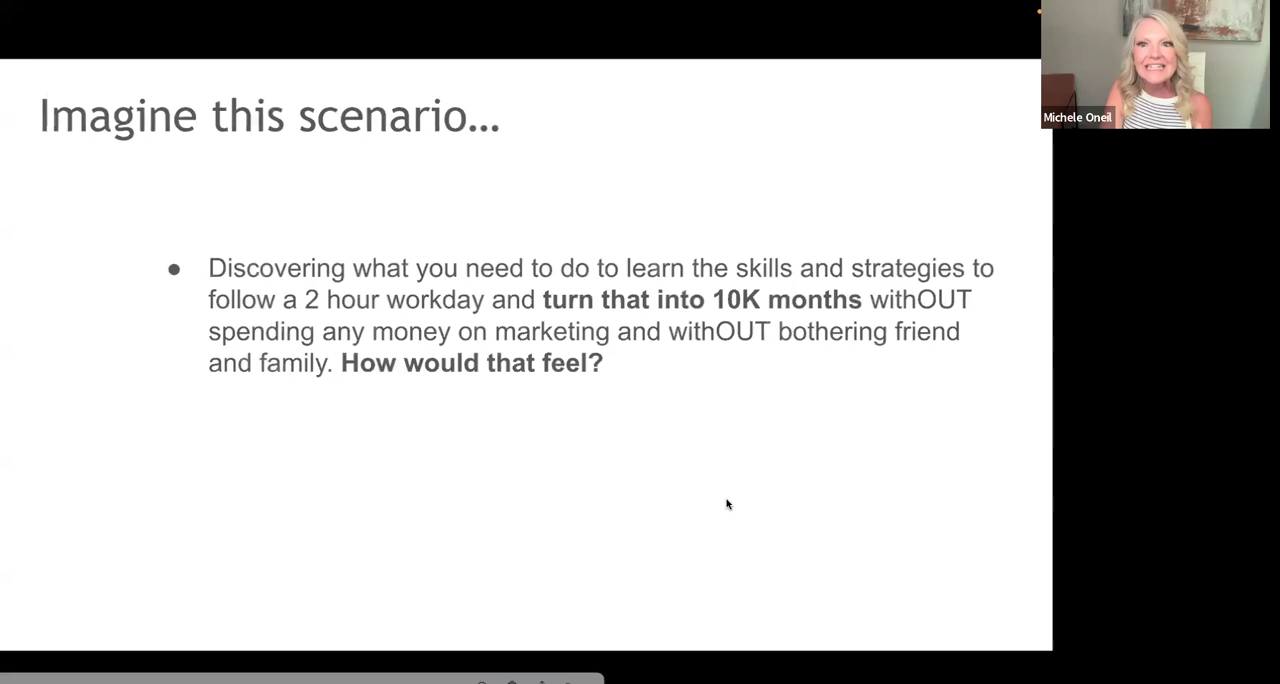 Imagine this scenario...
Michele Oneil
● Discovering what you need to do to learn the skills and strategies to
follow a 2 hour workday and turn that into 10K months withOUT
spending any money on marketing and withOUT bothering friend
and family. How would that feel?